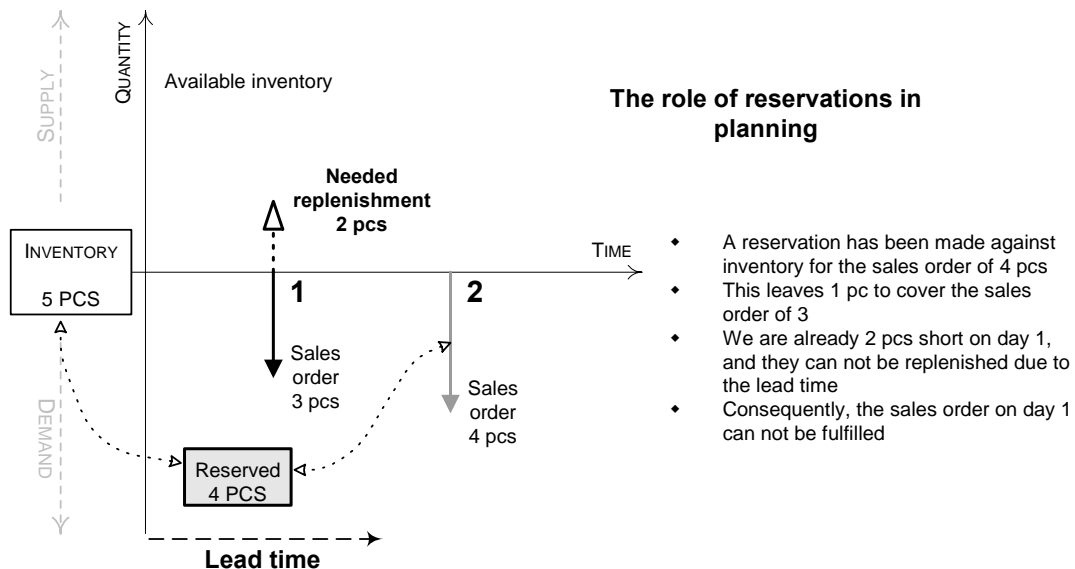 SUPPLY
QUANTITY
Available inventory
The role of reservations in
planning
Needed
replenishment
2 pcs
INVENTORY
5 PCS
TIME
1
2
Sales
order
3 pcs
Sales
order
4 pcs
DEMAND
Reserved
4 PCS
Lead time
◆ A reservation has been made against
inventory for the sales order of 4 pcs
◆ This leaves 1 pc to cover the sales
order of 3
◆ We are already 2 pcs short on day 1,
and they can not be replenished due to
the lead time
◆ Consequently, the sales order on day 1
can not be fulfilled